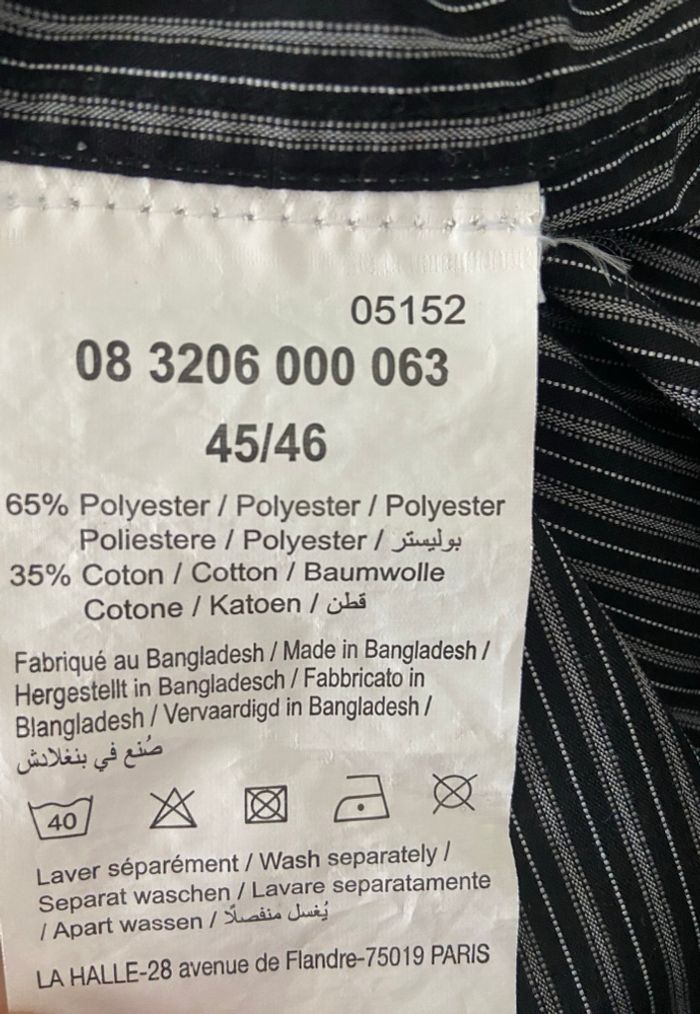 05152
08 3206 000 063
45/46
65% Polyester / Polyester / Polyester
Poliestere / Polyester / بوليستر
35% Coton / Cotton / Baumwolle
Cotone / Katoen / قطن
Fabriqué au Bangladesh / Made in Bangladesh /
Hergestellt in Bangladesch / Fabbricato in
Blangladesh / Vervaardigd in Bangladesh /
صُنع في بنغلادش
40
Laver séparément / Wash separately /
Separat waschen / Lavare separatamente
/ Apart wassen / يُغسل منفصلًا
LA HALLE-28 avenue de Flandre-75019 PARIS